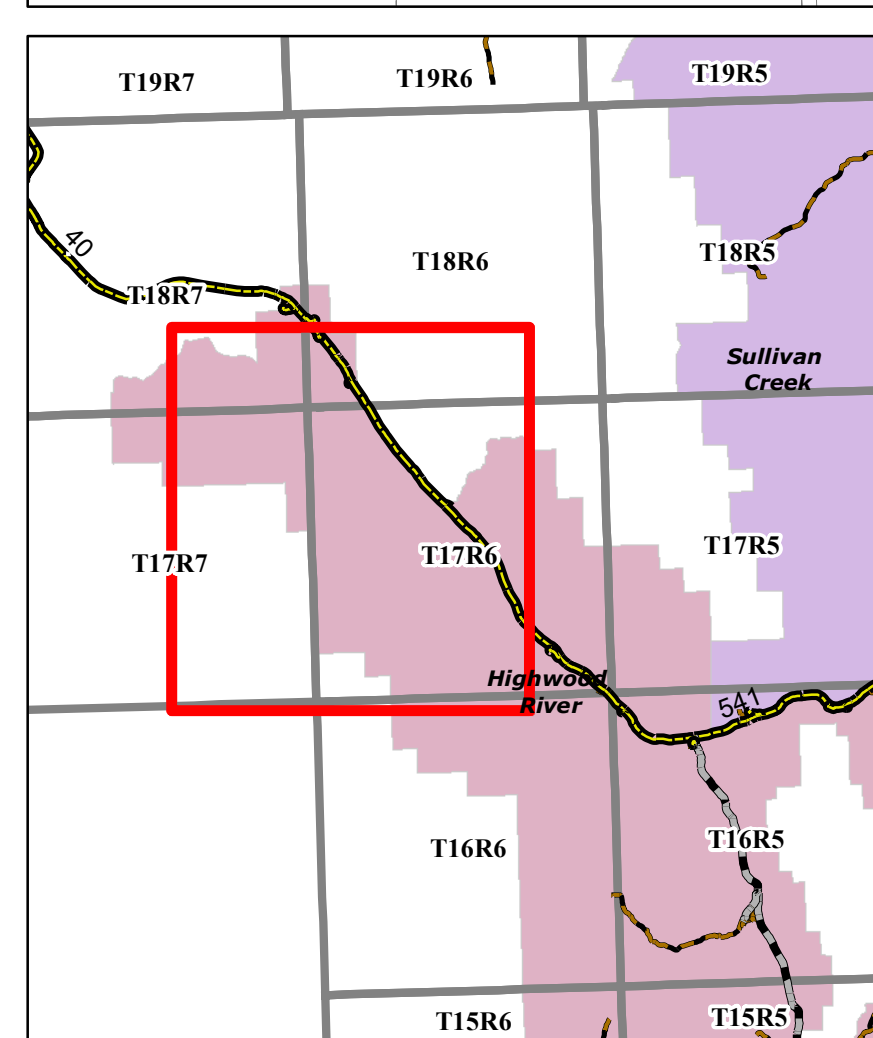 T19R7
T19R6
T19R5
40
T18R7
T18R6
T18R5
Sullivan
Creek
T17R7
T17R6
T17R5
Highwood
River
541
T16R6
T16R5
T15R6
T15R5